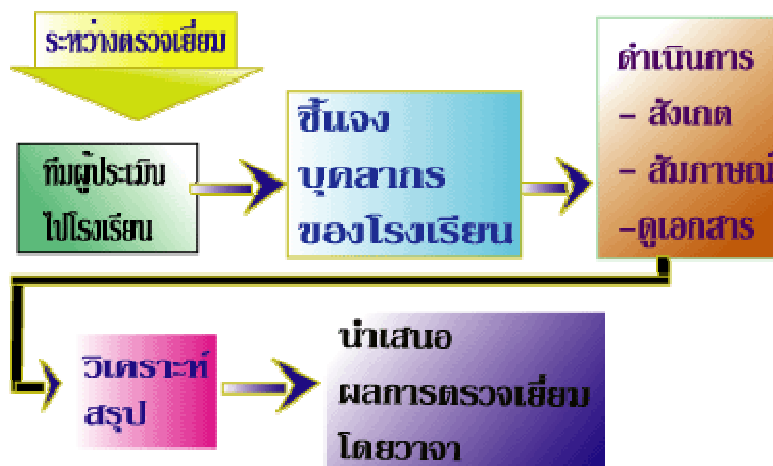 ระหว่างตรวจเยี่ยม
ทีมผู้ประเมิน
ไปโรงเรียน
ชี้แจง
บุคลากร
ของโรงเรียน
ดำเนินการ
- สังเกต
- สัมภาษณ์
-ดูเอกสาร
วิเคราะห์
สรุป
นำเสนอ
ผลการตรวจเยี่ยม
โดยวาจา